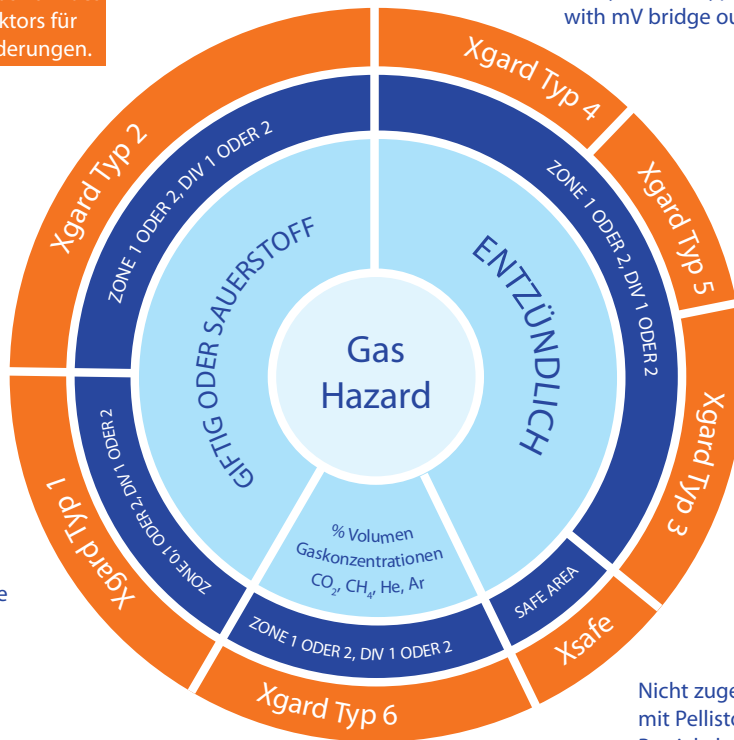 ktors für
derungen.
with mV bridge ou
Xgard Typ 2
Xgard Typ 4
Xgard Typ 5
Xgard Typ 3
Xsafe
Xgard Typ 6
Xgard Typ 1
ZONE 1 ODER 2, DIV 1 ODER 2
ZONE 1 ODER 2, DIV 1 ODER 2
SAFE AREA
ZONE 1 ODER 2, DIV 1 ODER 2
ZONE 0,1 ODER 2, DIV 1 ODER 2
GIFTIG ODER SAUERSTOFF
ENTZÜNDLICH
Gas
Hazard
% Volumen
Gaskonzentrationen
CO₂, CH₄, He, Ar
e
Nicht zuge
mit Pellisto